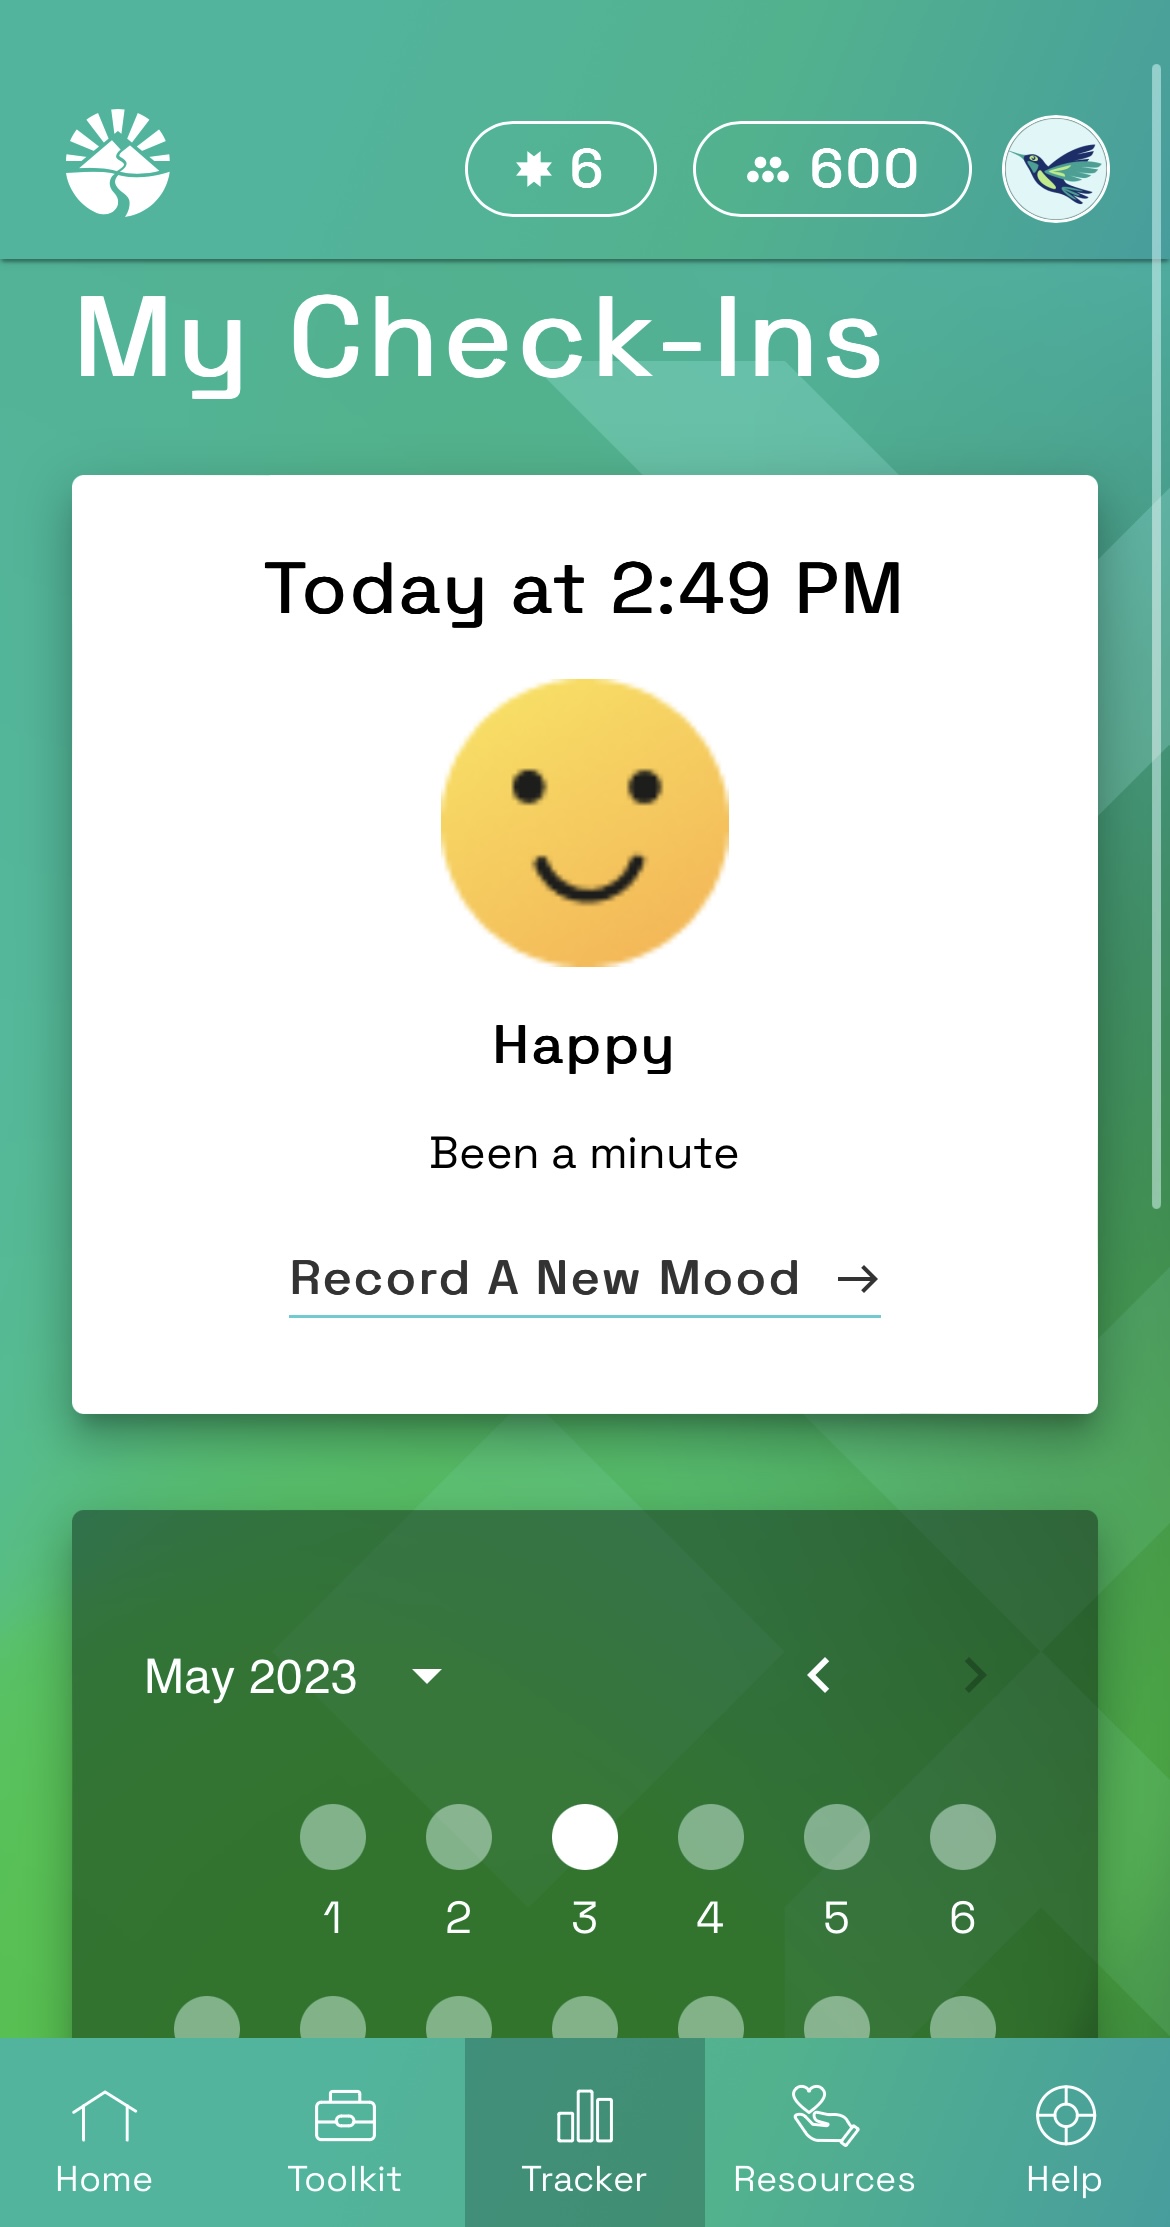 6 600
My Check-Ins
Today at 2:49 PM
Happy
Been a minute
Record A New Mood →
May 2023
1 2 3 4 5 6
Home Toolkit Tracker Resources Help